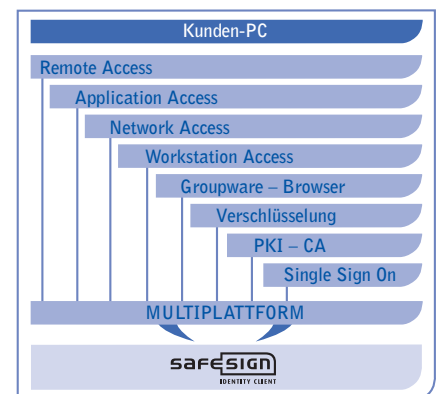 Kunden-PC
Remote Access
Application Access
Network Access
Workstation Access
Groupware – Browser
Verschlüsselung
PKI – CA
Single Sign On
MULTIPLATTFORM
safesign
IDENTITY CLIENT